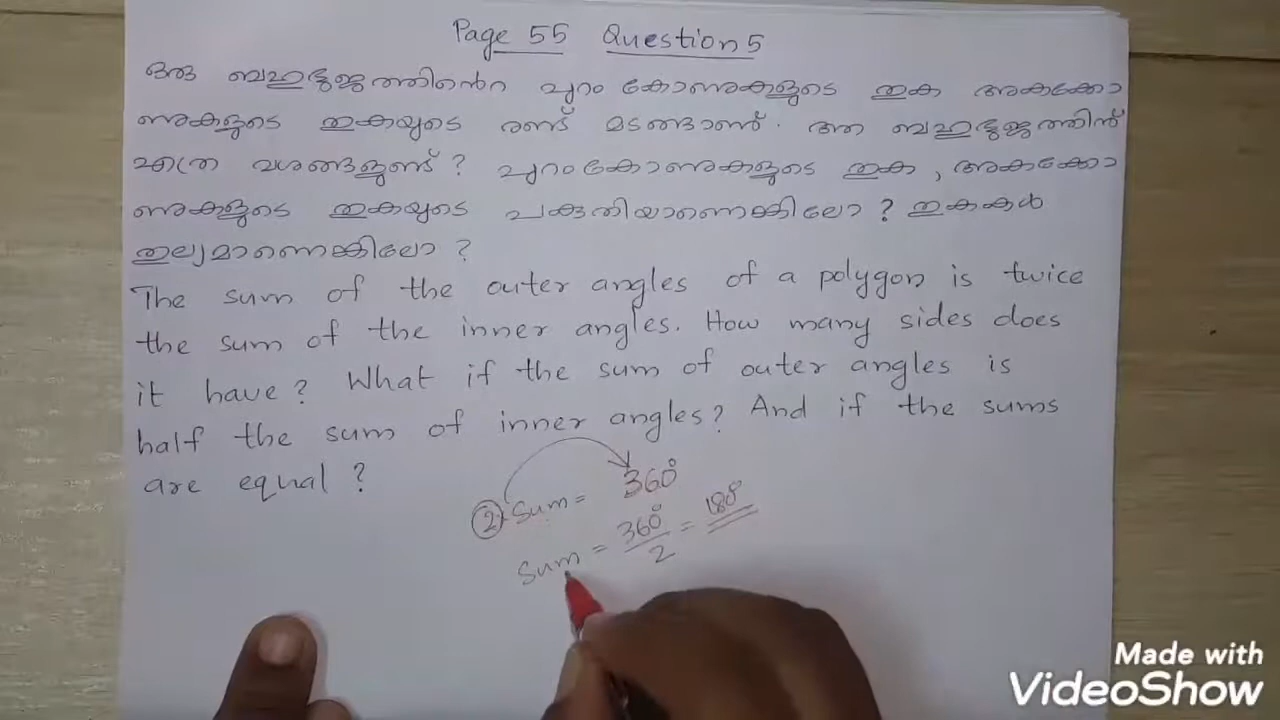 Page 55 Question 5
ഒരു ബഹുഭുജത്തിൻെറ പുറം കോണുകളുടെ തുക അകക്കോ
ണുകളുടെ തുകയുടെ രണ്ട് മടങ്ങാണ്. ആ ബഹുഭുജത്തിന്
എത്ര വശങ്ങളുണ്ട്? പുറംകോണുകളുടെ തുക, അകക്കോ
ണുകളുടെ തുകയുടെ പകുതിയാണെങ്കിലോ? തുകകൾ
തുല്യമാണെങ്കിലോ?
The sum of the outer angles of a polygon is twice
the sum of the inner angles. How many sides does
it have? What if the sum of outer angles is
half the sum of inner angles? And if the sums
are equal?
2×Sum = 360°
Sum = 360°/2 = 180°
Made with
VideoShow